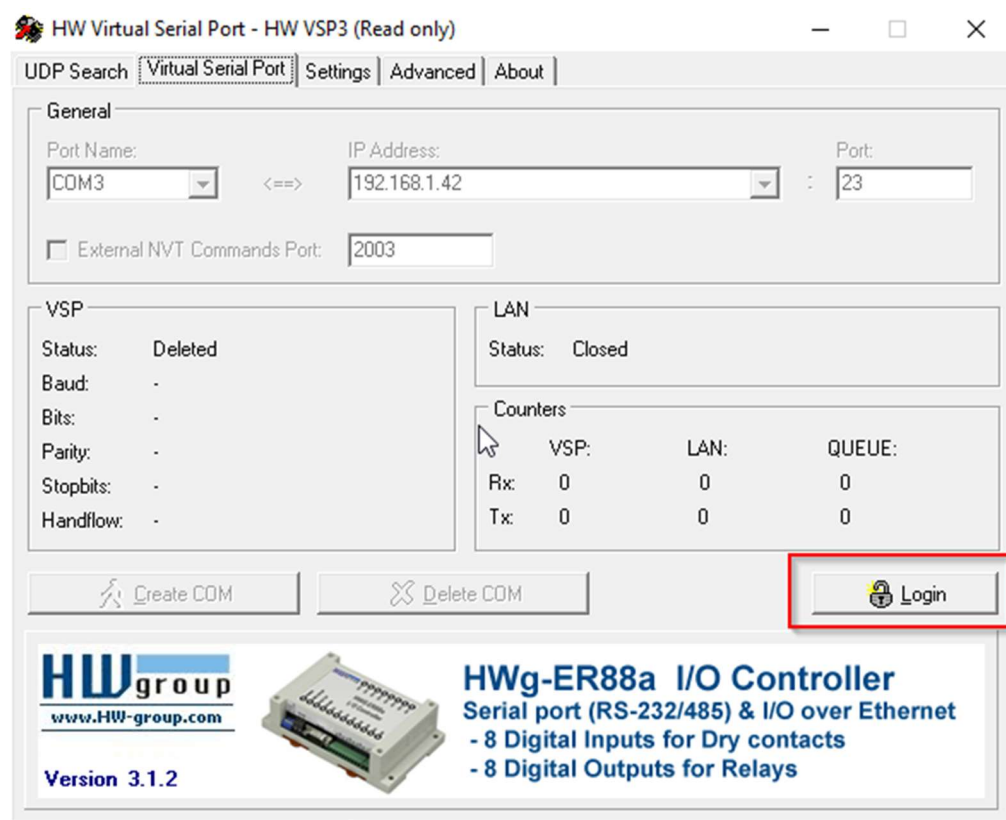 HW Virtual Serial Port - HW VSP3 (Read only)
UDP Search Virtual Serial Port Settings Advanced About
General
Port Name: IP Address: Port:
COM3 <==> 192.168.1.42 : 23
External NVT Commands Port: 2003
VSP
Status: Deleted
Baud: -
Bits: -
Parity: -
Stopbits: -
Handflow: -
LAN
Status: Closed
Counters
VSP: LAN: QUEUE:
Rx: 0 0 0
Tx: 0 0 0
Create COM Delete COM Login
HWgroup
www.HW-group.com
Version 3.1.2
HWg-ER88a I/O Controller
Serial port (RS-232/485) & I/O over Ethernet
- 8 Digital Inputs for Dry contacts
- 8 Digital Outputs for Relays